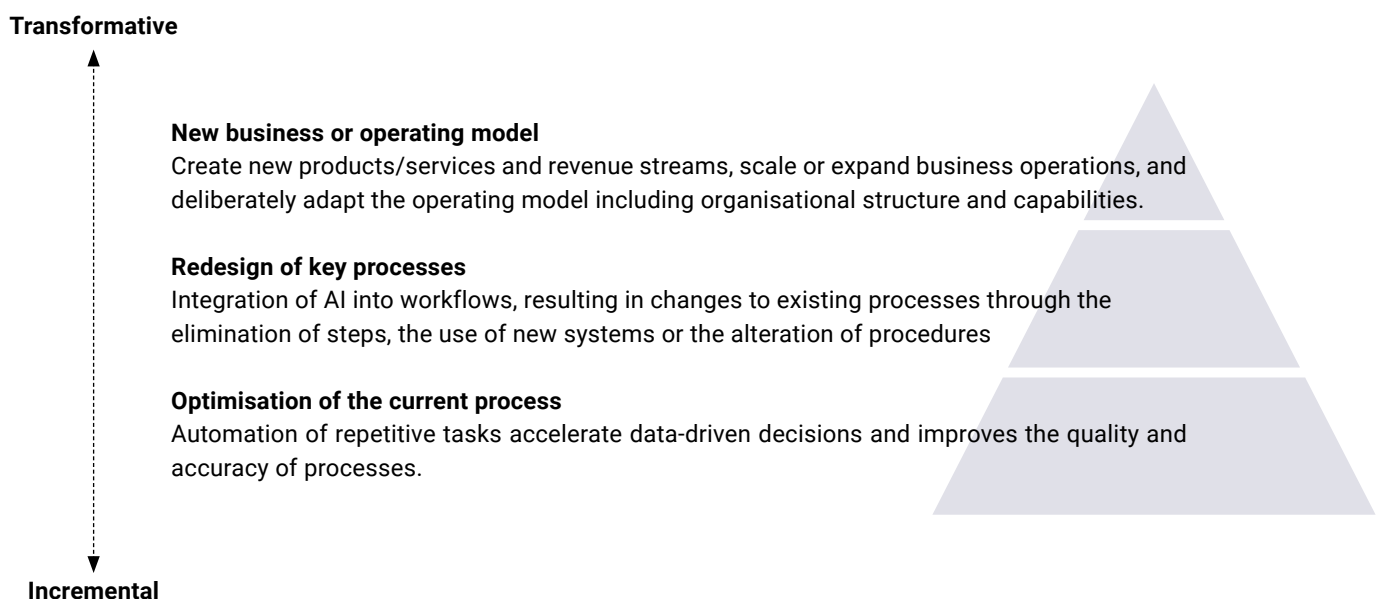 Transformative
New business or operating model
Create new products/services and revenue streams, scale or expand business operations, and
deliberately adapt the operating model including organisational structure and capabilities.
Redesign of key processes
Integration of AI into workflows, resulting in changes to existing processes through the
elimination of steps, the use of new systems or the alteration of procedures
Optimisation of the current process
Automation of repetitive tasks accelerate data-driven decisions and improves the quality and
accuracy of processes.
Incremental